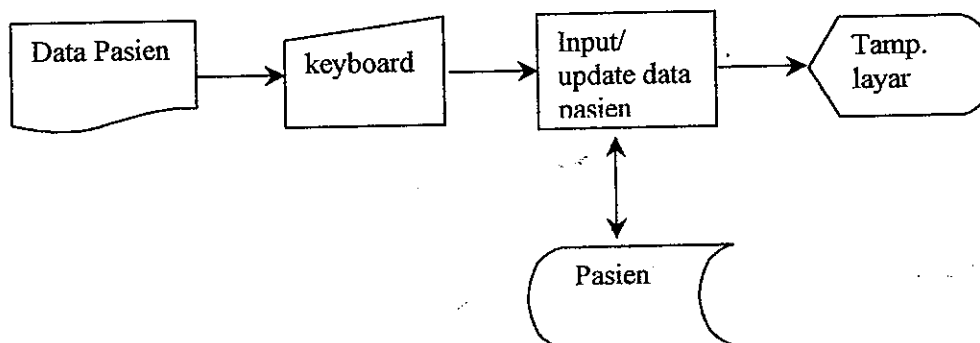 Data Pasien
keyboard
Input/
update data
pasien
Tamp.
layar
Pasien